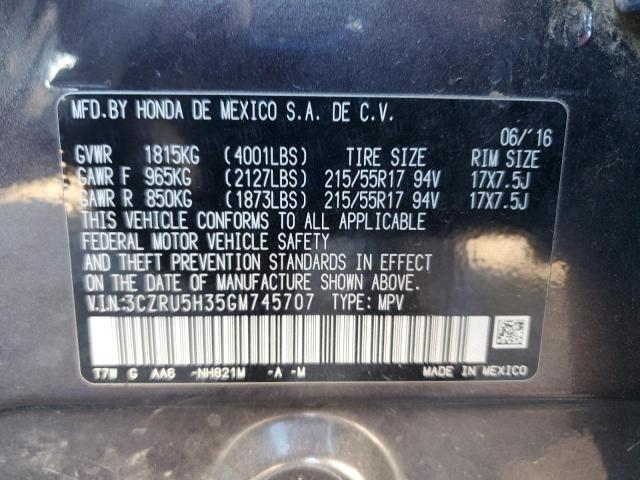 MFD.BY HONDA DE MEXICO S.A. DE C.V.
06/'16
GVWR 1815KG (4001LBS) TIRE SIZE RIM SIZE
GAWR F 965KG (2127LBS) 215/55R17 94V 17X7.5J
GAWR R 850KG (1873LBS) 215/55R17 94V 17X7.5J
THIS VEHICLE CONFORMS TO ALL APPLICABLE
FEDERAL MOTOR VEHICLE SAFETY
AND THEFT PREVENTION STANDARDS IN EFFECT
ON THE DATE OF MANUFACTURE SHOWN ABOVE.
V.I.N.:3CZRU5H35GM745707 TYPE: MPV
T7W G AA6 -NH821M -A -M MADE IN MEXICO